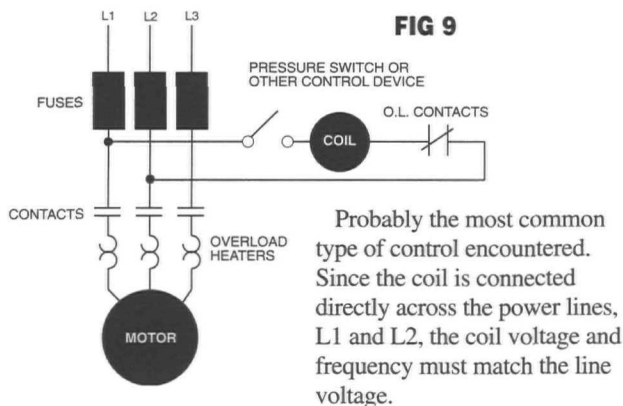 L1 L2 L3
FIG 9
PRESSURE SWITCH OR
OTHER CONTROL DEVICE
FUSES
O.L. CONTACTS
COIL
CONTACTS
OVERLOAD
HEATERS
MOTOR
Probably the most common
type of control encountered.
Since the coil is connected
directly across the power lines,
L1 and L2, the coil voltage and
frequency must match the line
voltage.